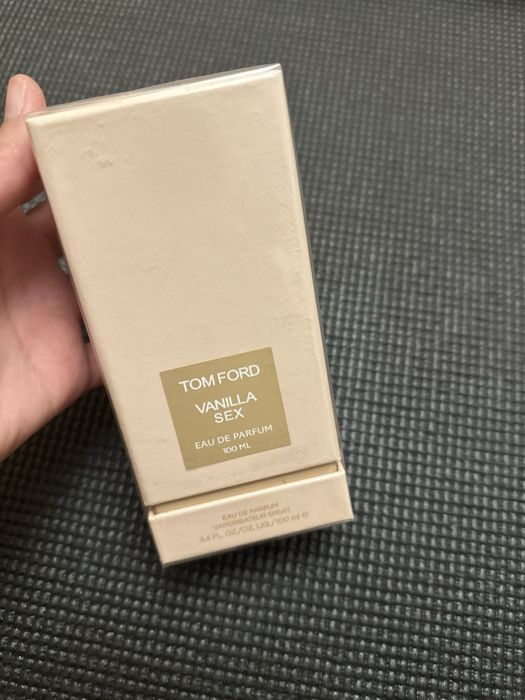 TOM FORD
VANILLA
SEX
EAU DE PARFUM
100 ML
EAU DE PARFUM
VAPORISATEUR SPRAY
3.4 FL. OZ/OZ. LIQ./100 ml ℮